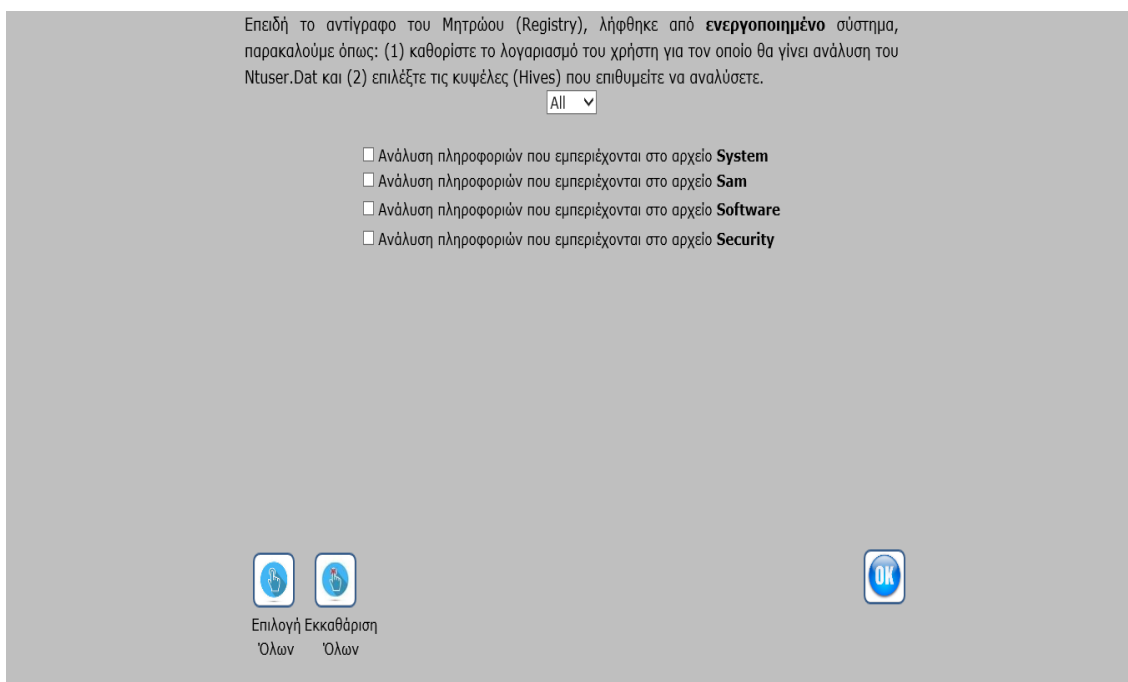 Επειδή το αντίγραφο του Μητρώου (Registry), λήφθηκε από ενεργοποιημένο σύστημα,
παρακαλούμε όπως: (1) καθορίστε το λογαριασμό του χρήστη για τον οποίο θα γίνει ανάλυση του
Ntuser.Dat και (2) επιλέξτε τις κυψέλες (Hives) που επιθυμείτε να αναλύσετε.
All
Ανάλυση πληροφοριών που εμπεριέχονται στο αρχείο System
Ανάλυση πληροφοριών που εμπεριέχονται στο αρχείο Sam
Ανάλυση πληροφοριών που εμπεριέχονται στο αρχείο Software
Ανάλυση πληροφοριών που εμπεριέχονται στο αρχείο Security
OK
Επιλογή Εκκαθάριση
Όλων Όλων